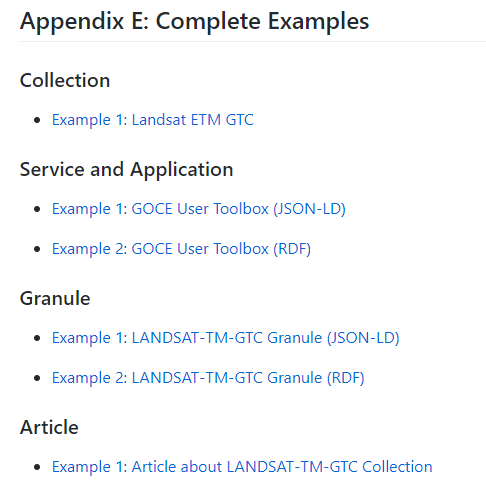 Appendix E: Complete Examples
Collection
Example 1: Landsat ETM GTC
Service and Application
Example 1: GOCE User Toolbox (JSON-LD)
Example 2: GOCE User Toolbox (RDF)
Granule
Example 1: LANDSAT-TM-GTC Granule (JSON-LD)
Example 2: LANDSAT-TM-GTC Granule (RDF)
Article
Example 1: Article about LANDSAT-TM-GTC Collection